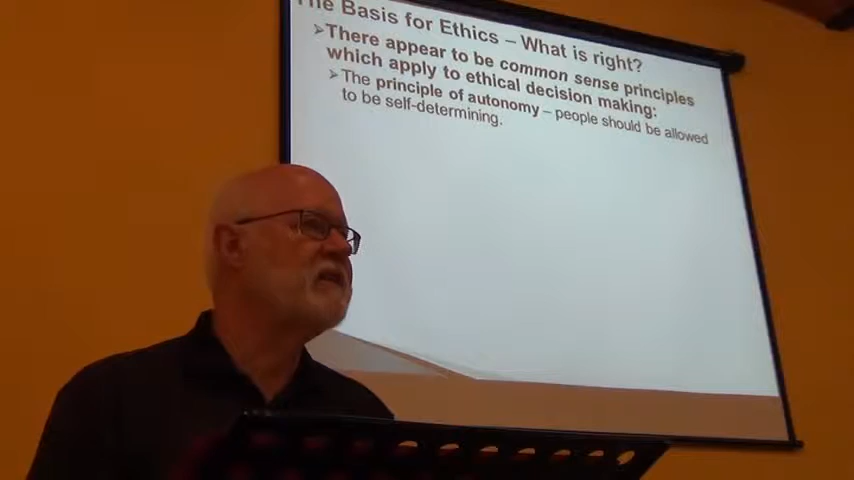 The Basis for Ethics – What is right?
➢There appear to be common sense principles
which apply to ethical decision making:
➢The principle of autonomy – people should be allowed
to be self-determining.